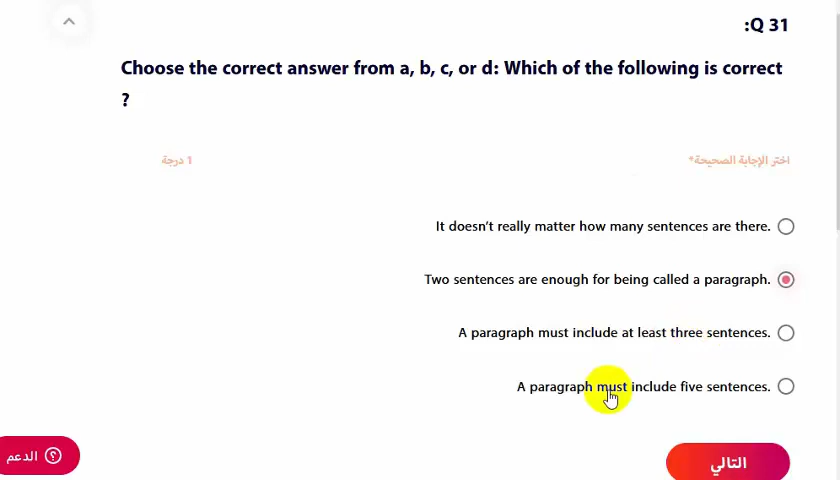 :Q 31
Choose the correct answer from a, b, c, or d: Which of the following is correct
?
اختر الإجابة الصحيحة*
1 درجة
It doesn't really matter how many sentences are there.
Two sentences are enough for being called a paragraph.
A paragraph must include at least three sentences.
A paragraph must include five sentences.
التالي
الدعم